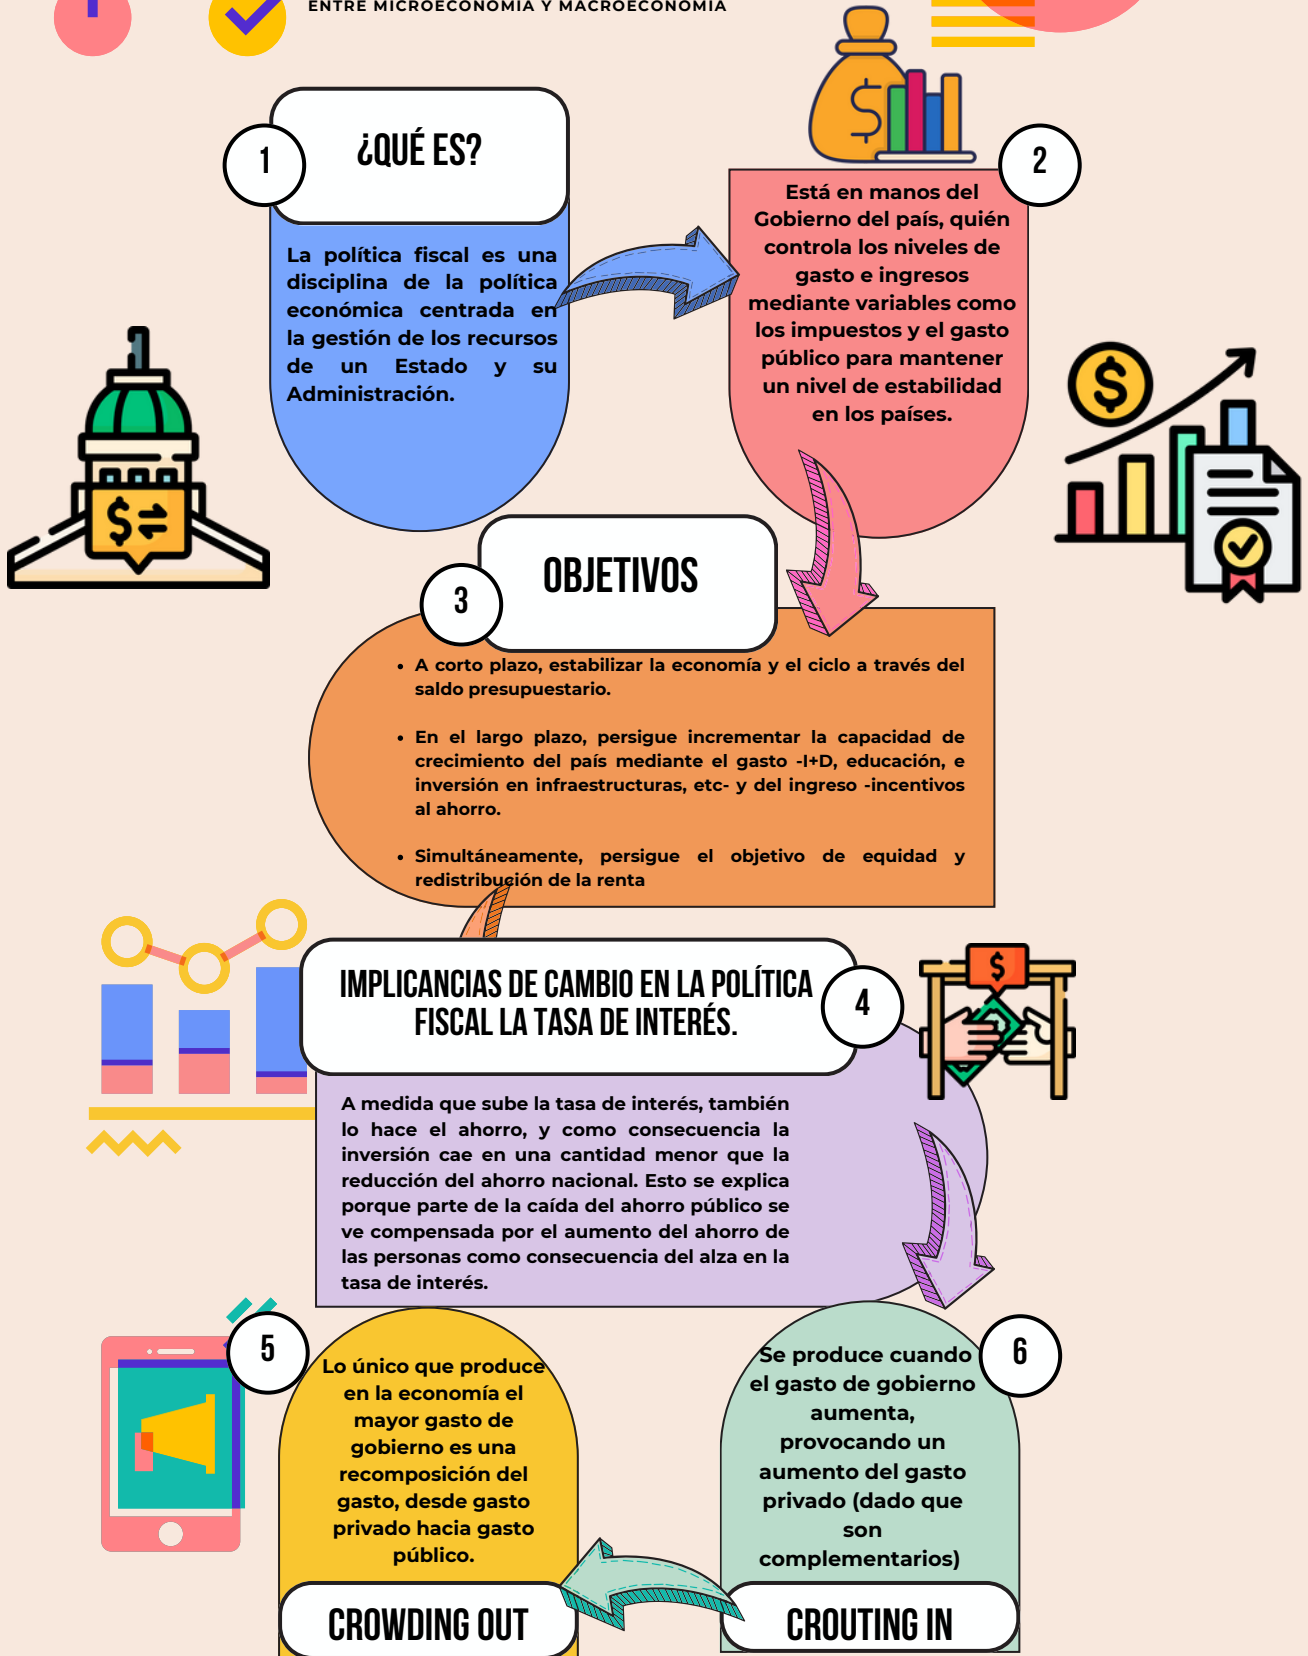 ENTRE MICROECONOMÍA Y MACROECONOMÍA
1
¿QUÉ ES?
La política fiscal es una
disciplina de la política
económica centrada en
la gestión de los recursos
de un Estado y su
Administración.
2
Está en manos del
Gobierno del país, quién
controla los niveles de
gasto e ingresos
mediante variables como
los impuestos y el gasto
público para mantener
un nivel de estabilidad
en los países.
3
OBJETIVOS
• A corto plazo, estabilizar la economía y el ciclo a través del
saldo presupuestario.
• En el largo plazo, persigue incrementar la capacidad de
crecimiento del país mediante el gasto -I+D, educación, e
inversión en infraestructuras, etc- y del ingreso -incentivos
al ahorro.
• Simultáneamente, persigue el objetivo de equidad y
redistribución de la renta
IMPLICANCIAS DE CAMBIO EN LA POLÍTICA
FISCAL LA TASA DE INTERÉS.
4
A medida que sube la tasa de interés, también
lo hace el ahorro, y como consecuencia la
inversión cae en una cantidad menor que la
reducción del ahorro nacional. Esto se explica
porque parte de la caída del ahorro público se
ve compensada por el aumento del ahorro de
las personas como consecuencia del alza en la
tasa de interés.
5
Lo único que produce
en la economía el
mayor gasto de
gobierno es una
recomposición del
gasto, desde gasto
privado hacia gasto
público.
CROWDING OUT
6
Se produce cuando
el gasto de gobierno
aumenta,
provocando un
aumento del gasto
privado (dado que
son
complementarios)
CROUTING IN
$
$
$
$